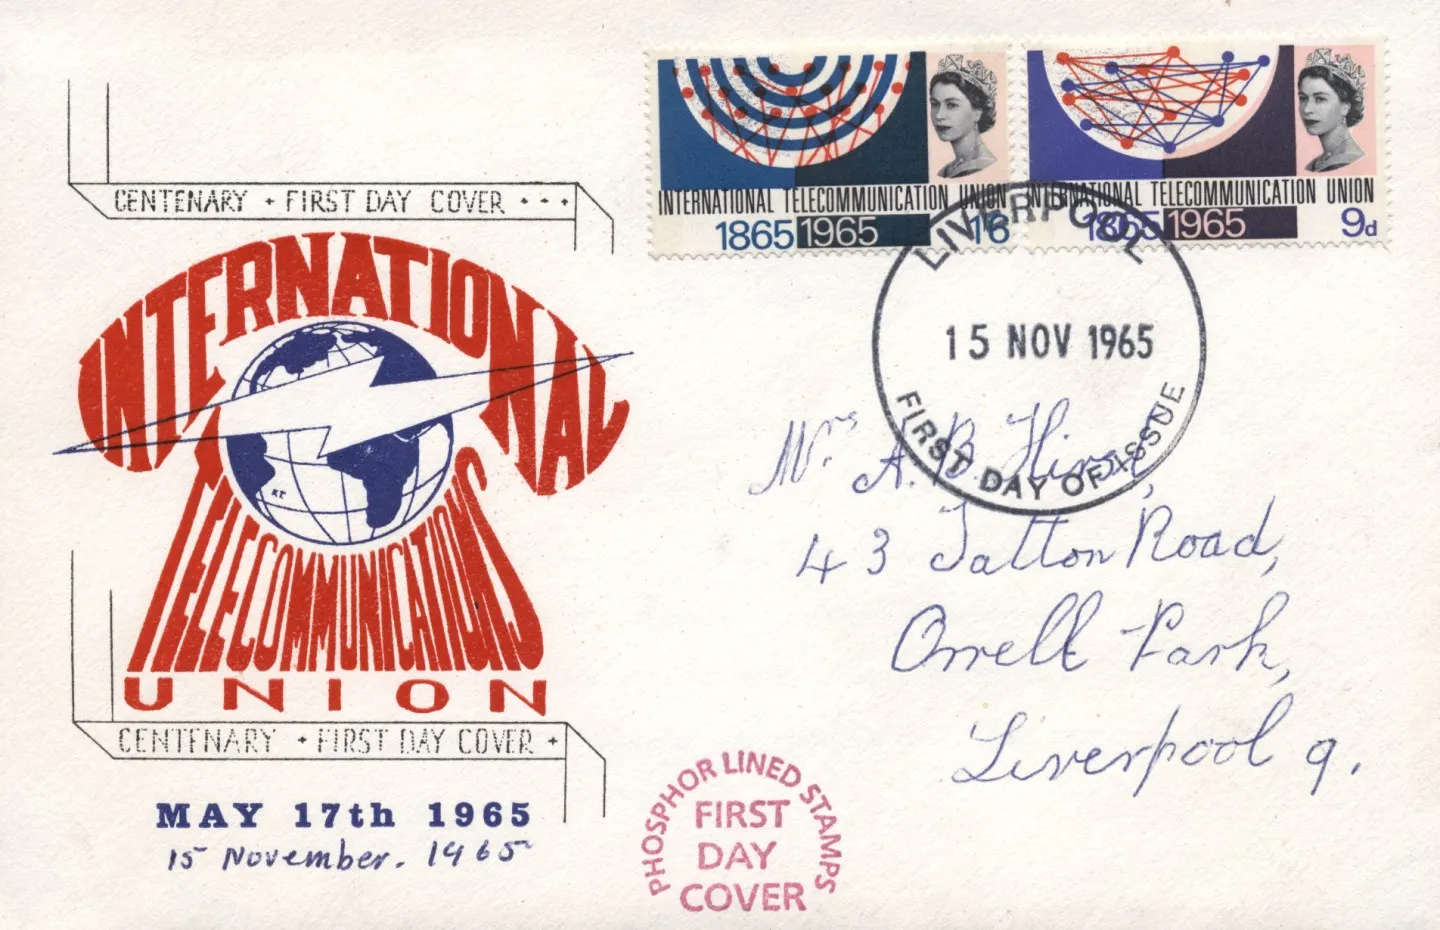 CENTENARY + FIRST DAY COVER + + +
INTERNATIONAL
TELECOMMUNICATIONS
UNION
CENTENARY + FIRST DAY COVER +
MAY 17th 1965
15 November. 1965
INTERNATIONAL TELECOMMUNICATION UNION
1865 1965 1'6
INTERNATIONAL TELECOMMUNICATION UNION
1865 1965 9d
LIVERPOOL
15 NOV 1965
FIRST DAY OF ISSUE
Mrs A. B.
43 Tatton Road,
Orrell Park,
Liverpool 9.
PHOSPHOR LINED STAMPS
FIRST
DAY
COVER